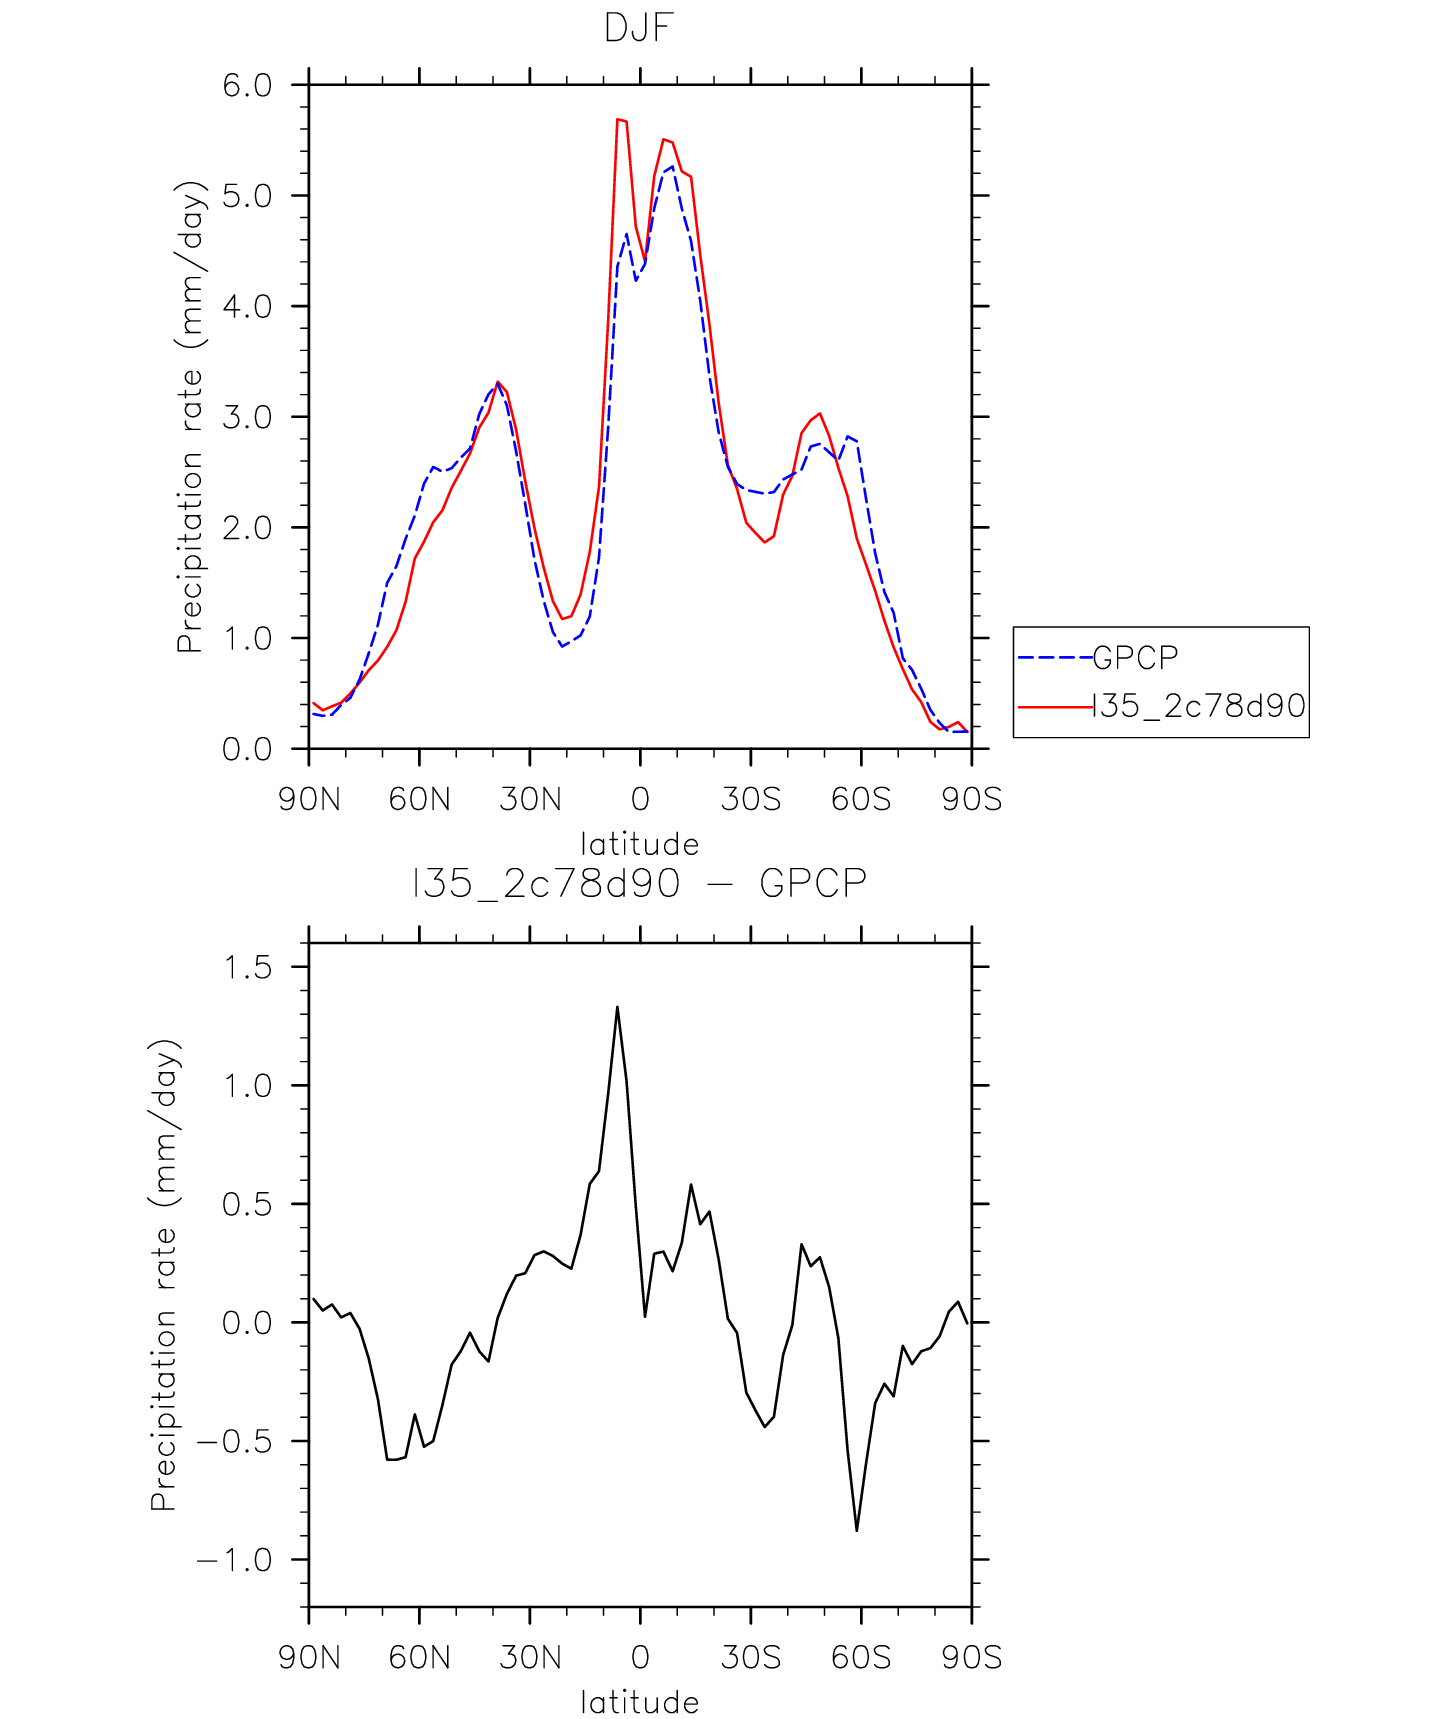 DJF
6.0
5.0
4.0
3.0
2.0
1.0
0.0
Precipitation rate (mm/day)
90N 60N 30N 0 30S 60S 90S
latitude
GPCP
I35_2c78d90
I35_2c78d90 – GPCP
1.5
1.0
0.5
0.0
−0.5
−1.0
Precipitation rate (mm/day)
90N 60N 30N 0 30S 60S 90S
latitude